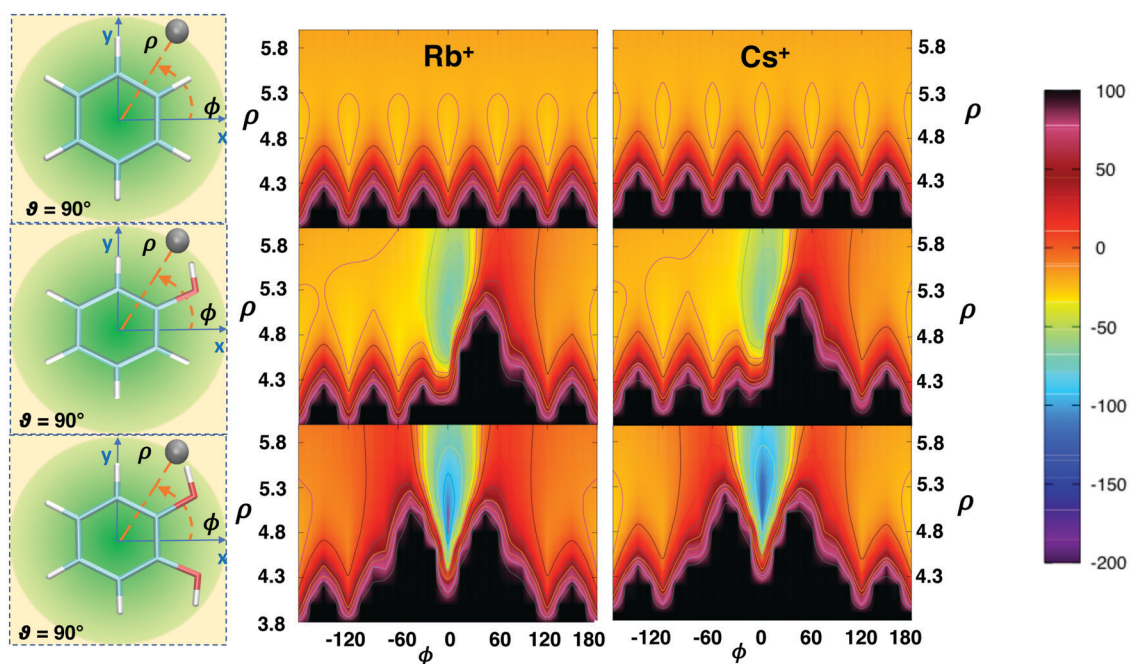 Rb⁺ Cs⁺
y ρ ϕ x
ϑ = 90°
ρ 5.8 5.3 4.8 4.3
5.8 5.3 4.8 4.3 ρ
y ρ ϕ x
ϑ = 90°
ρ 5.8 5.3 4.8 4.3
5.8 5.3 4.8 4.3 ρ
y ρ ϕ x
ϑ = 90°
ρ 5.8 5.3 4.8 4.3 3.8
5.8 5.3 4.8 4.3 ρ
-120 -60 0 60 120 180
ϕ
-120 -60 0 60 120 180
ϕ
100
50
0
-50
-100
-150
-200